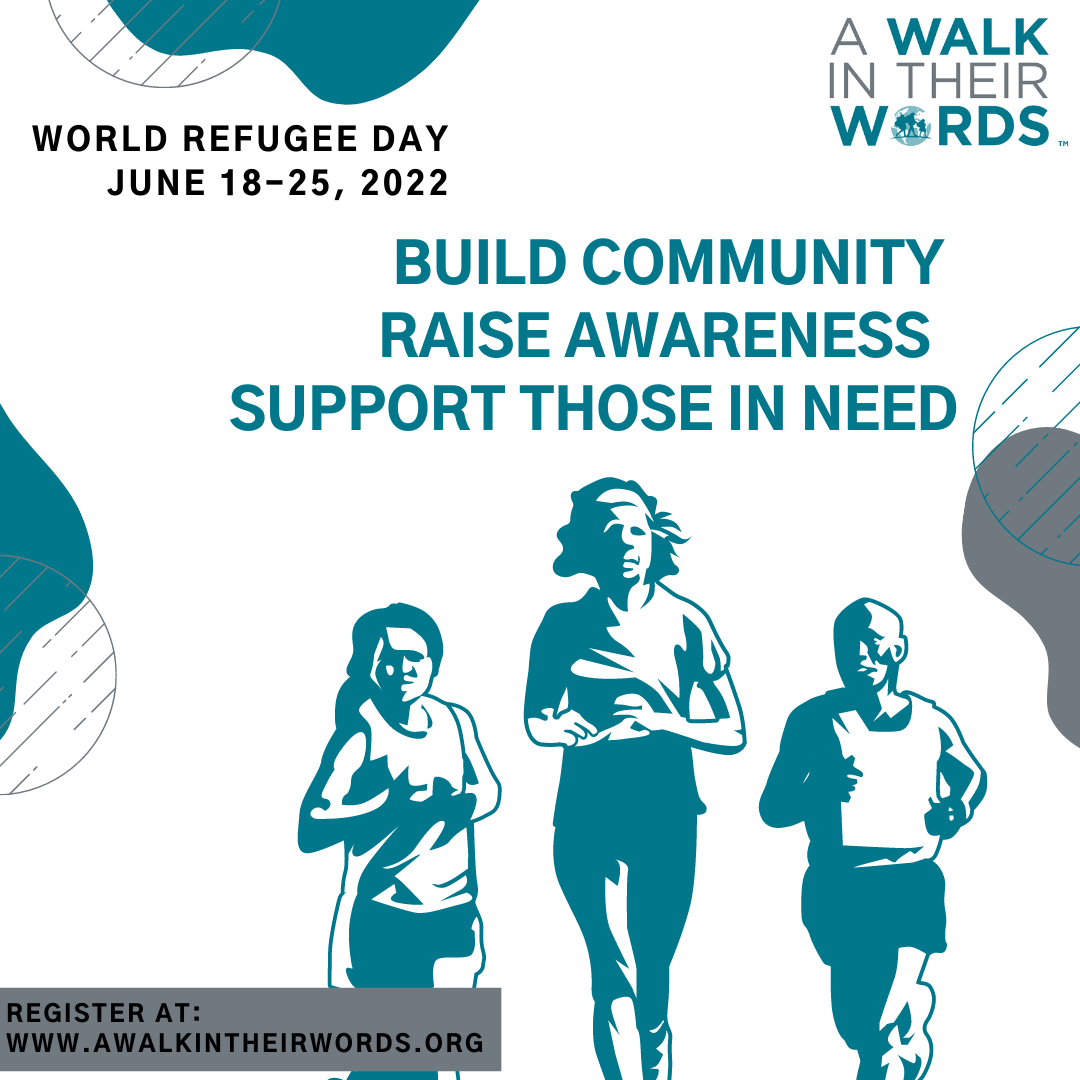 WORLD REFUGEE DAY
JUNE 18-25, 2022
A WALK
IN THEIR
WORDS™
BUILD COMMUNITY
RAISE AWARENESS
SUPPORT THOSE IN NEED
REGISTER AT:
WWW.AWALKINTHEIRWORDS.ORG